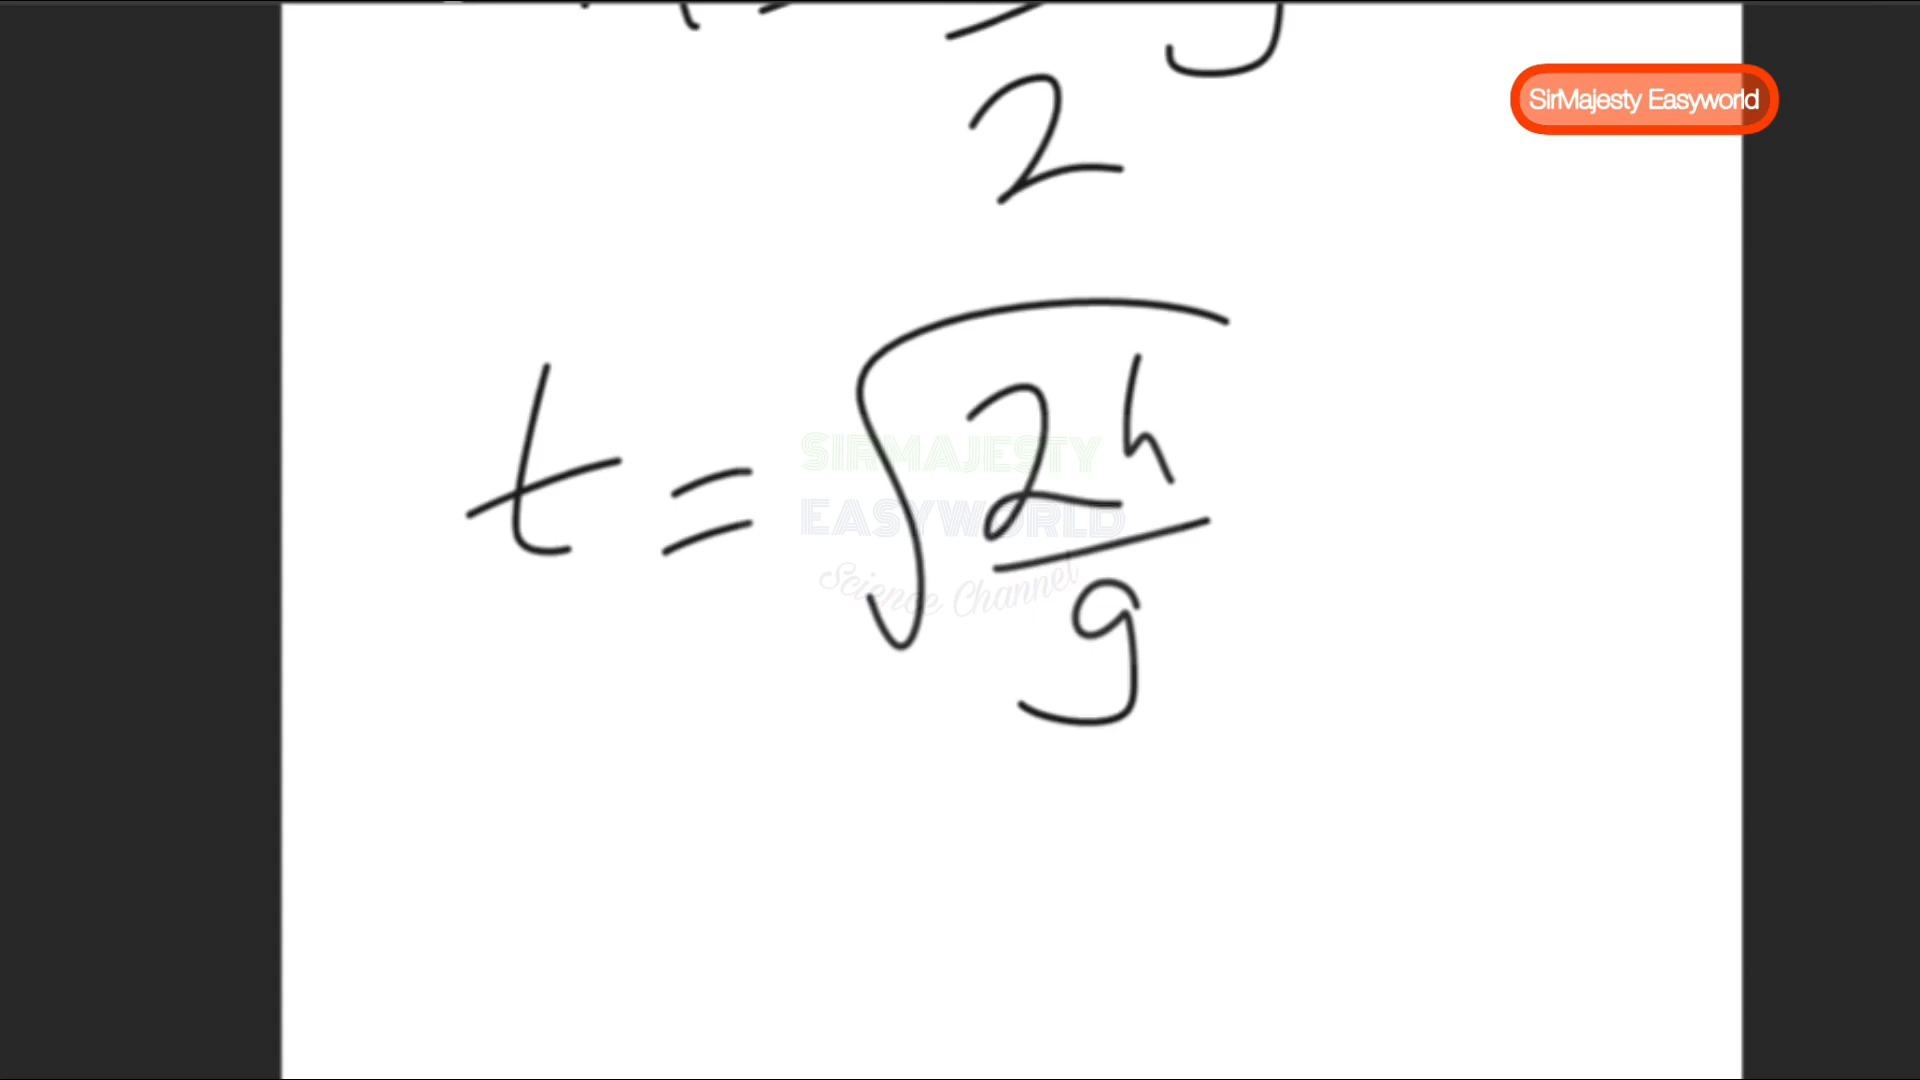 SirMajesty Easyworld
2
t = √(2h/g)
SIRMAJESTY
EASYWORLD
Science Channel